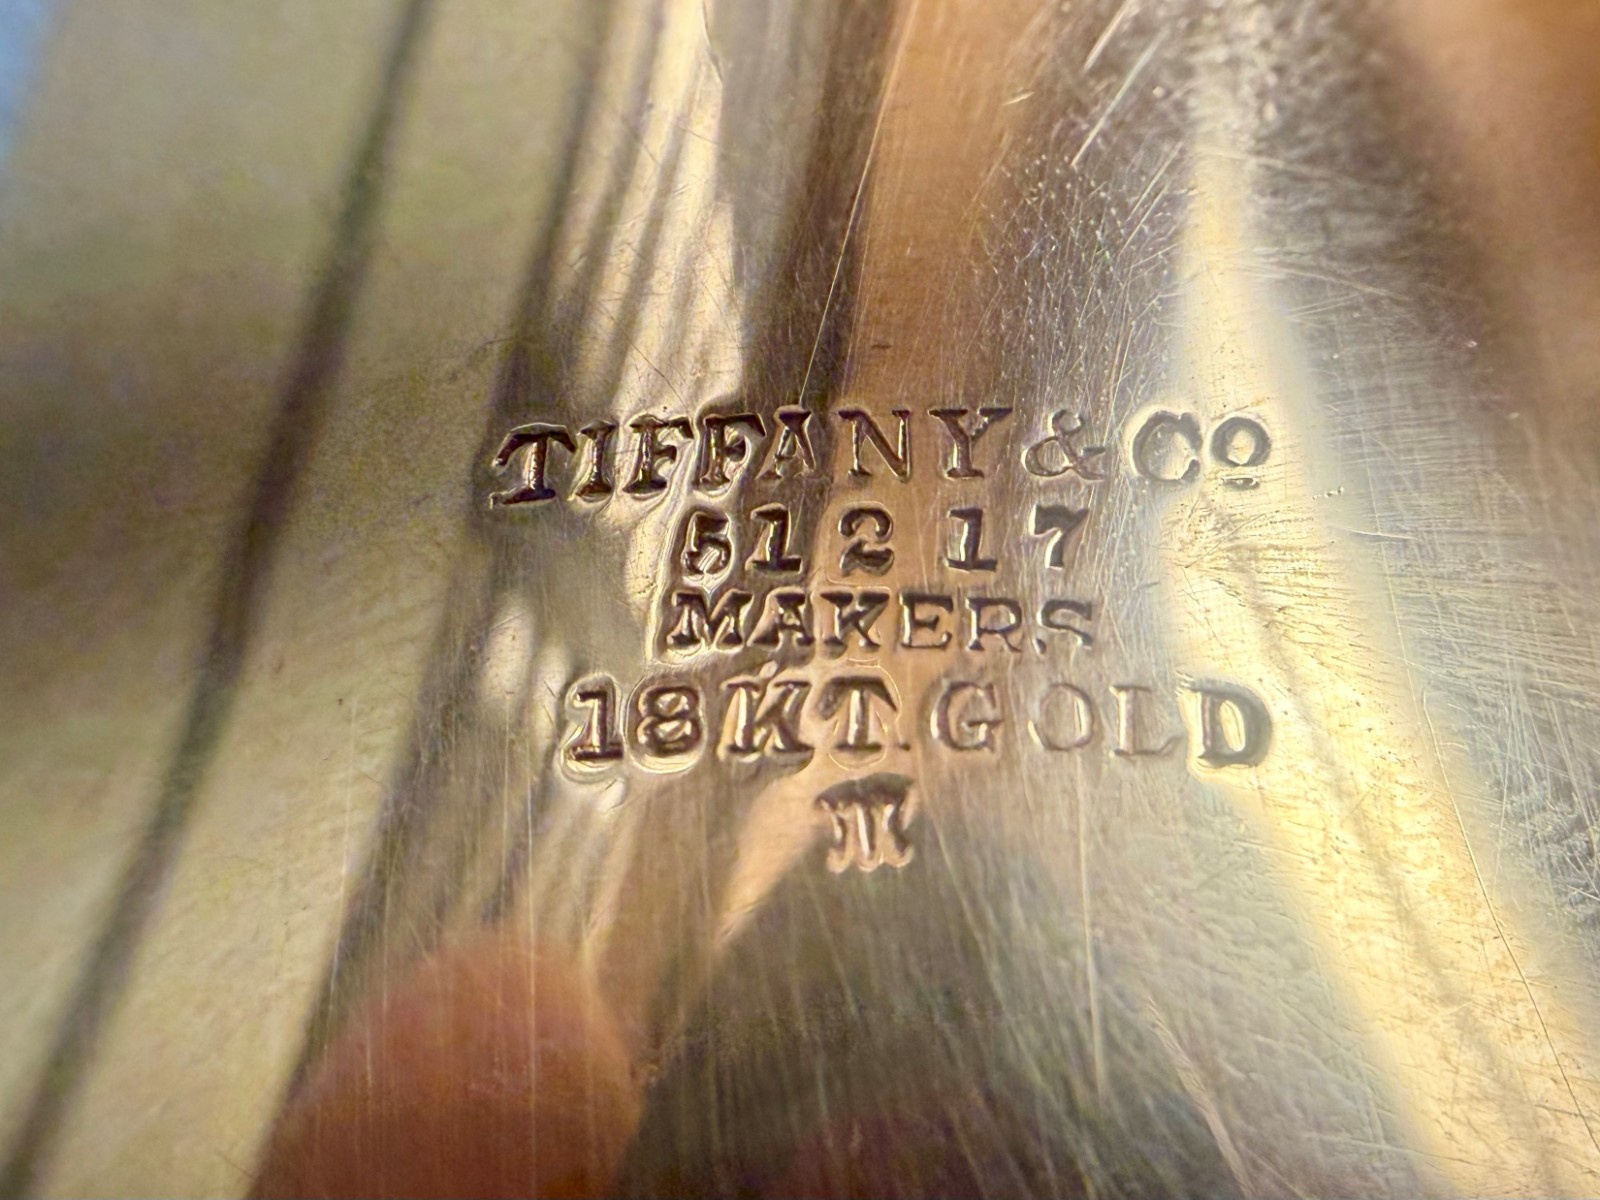 TIFFANY & Co
51217
MAKERS
18KT.GOLD
M